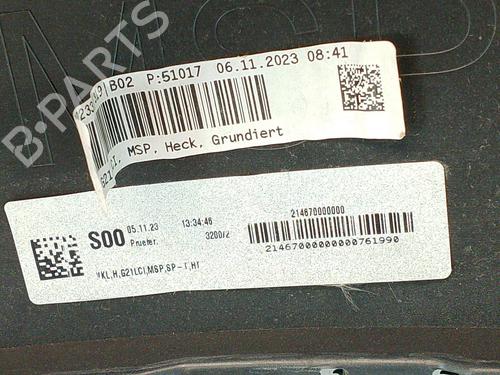 B-PARTS
B02 P:51017 06.11.2023 08:41
MSP, Heck, Grundiert
S00 05.11.23 13:34:46 214670000000
Pruefer. 3200/2
21467000000000761990
H,G21LCI,MSP,SP-T,HT